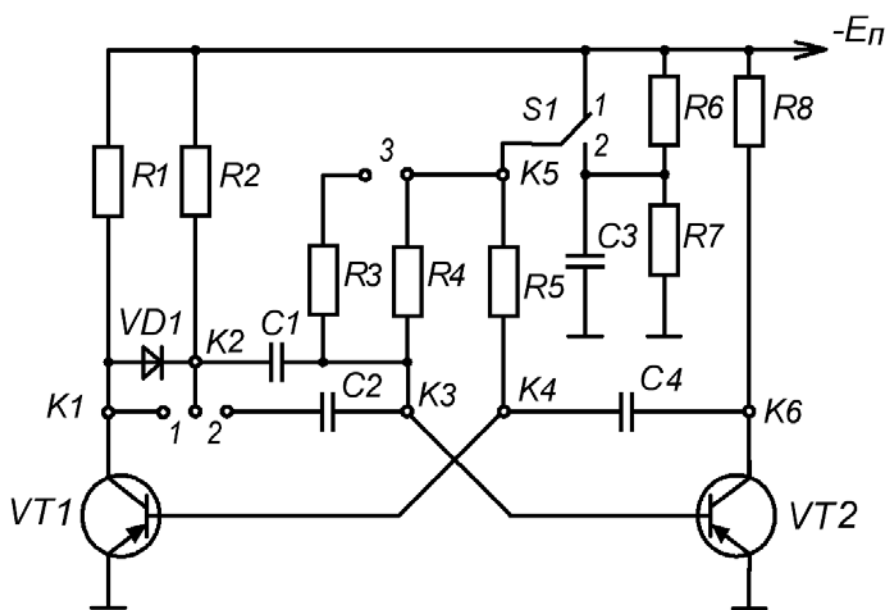 -Eп
S1
1
2
R6
R8
3
K5
R1
R2
R3
R4
R5
C3
R7
VD1
K2
C1
C2
K3
K4
C4
K1
1
2
K6
VT1
VT2